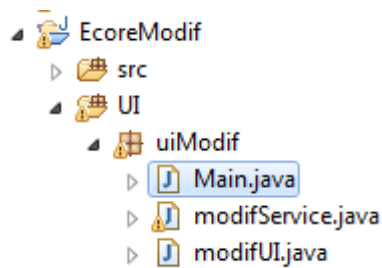 EcoreModif
src
UI
uiModif
Main.java
modifService.java
modifUI.java